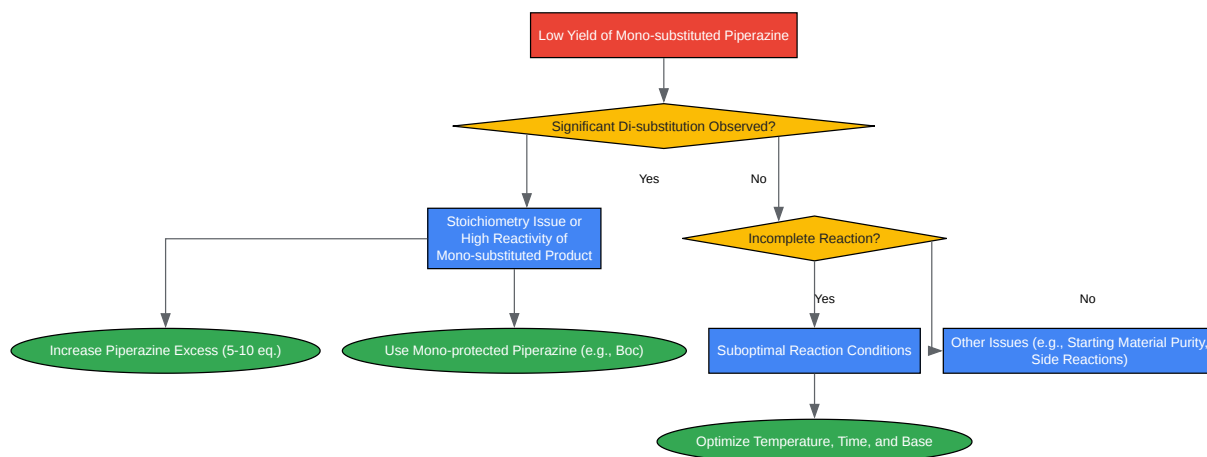 Low Yield of Mono-substituted Piperazine
Significant Di-substitution Observed?
Yes
No
Stoichiometry Issue or
High Reactivity of
Mono-substituted Product
Incomplete Reaction?
Yes
No
Increase Piperazine Excess (5-10 eq.)
Use Mono-protected Piperazine (e.g., Boc)
Suboptimal Reaction Conditions
Other Issues (e.g., Starting Material Purity,
Side Reactions)
Optimize Temperature, Time, and Base